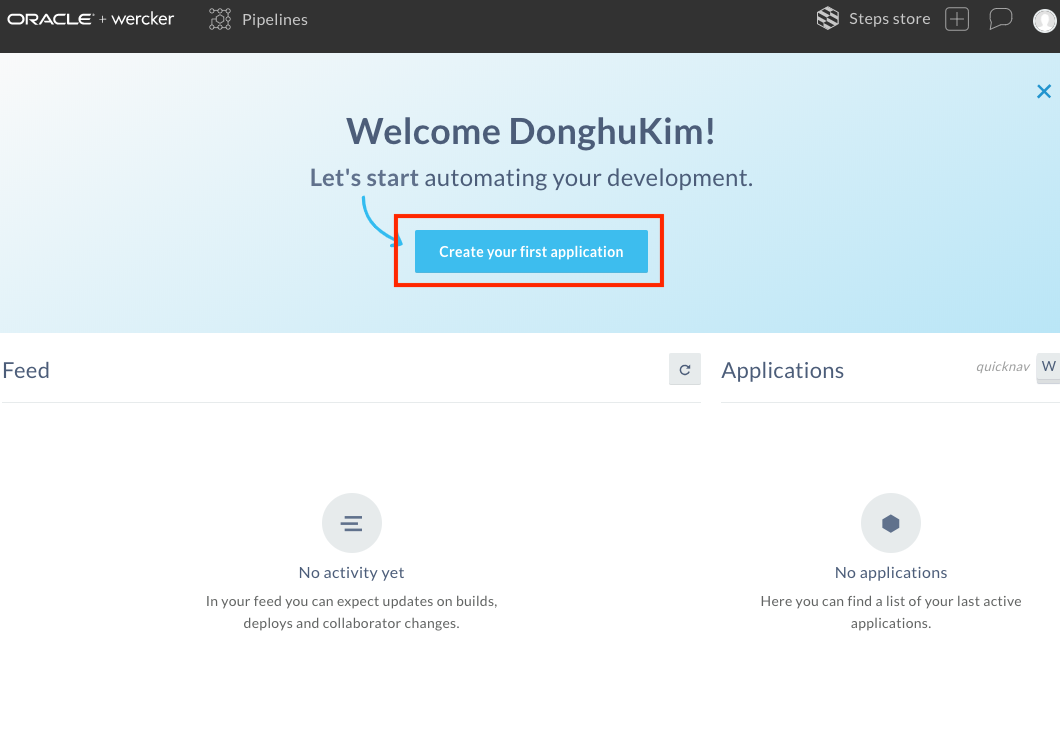 ORACLE + wercker
Pipelines
Steps store
Welcome DonghuKim!
Let's start automating your development.
Create your first application
Feed
Applications
quicknav
W
No activity yet
In your feed you can expect updates on builds,
deploys and collaborator changes.
No applications
Here you can find a list of your last active
applications.